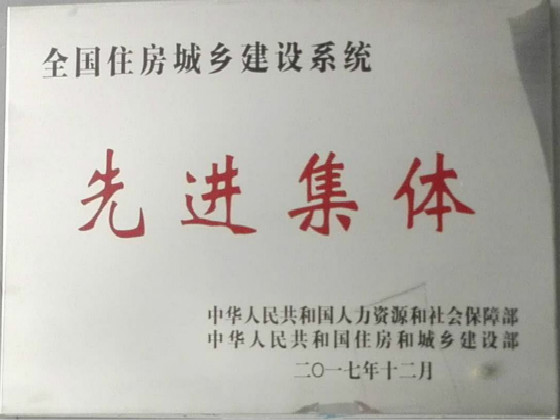 全国住房城乡建设系统
先进集体
中华人民共和国人力资源和社会保障部
中华人民共和国住房和城乡建设部
二〇一七年十二月